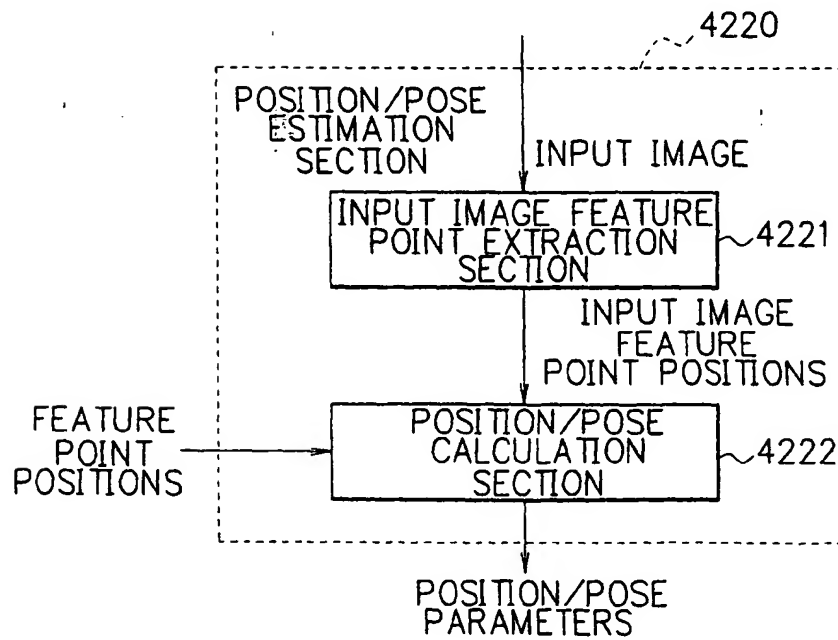 4220
POSITION/POSE
ESTIMATION
SECTION
INPUT IMAGE
INPUT IMAGE FEATURE
POINT EXTRACTION
SECTION
4221
INPUT IMAGE
FEATURE
POINT POSITIONS
FEATURE
POINT
POSITIONS
POSITION/POSE
CALCULATION
SECTION
4222
POSITION/POSE
PARAMETERS